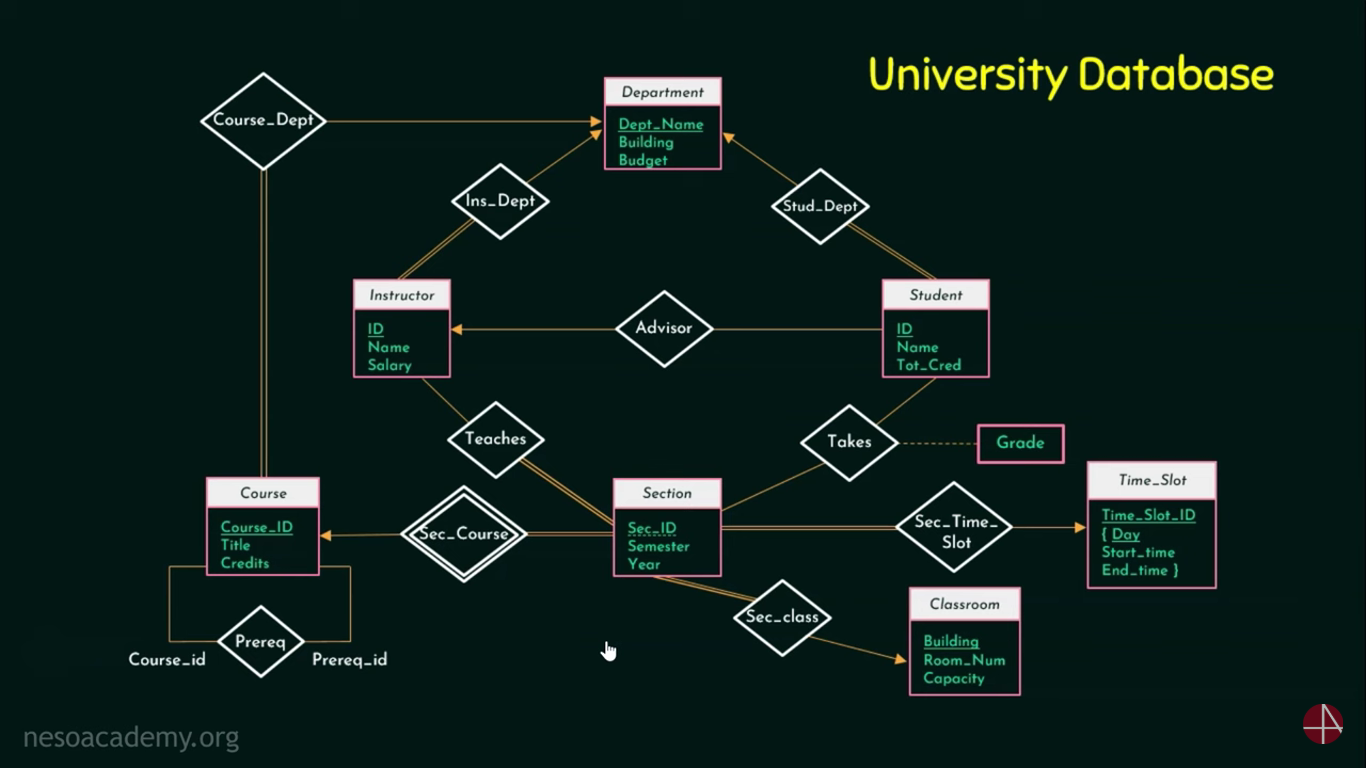 University Database
Department
Dept_Name
Building
Budget
Course_Dept
Ins_Dept
Stud_Dept
Instructor
ID
Name
Salary
Advisor
Student
ID
Name
Tot_Cred
Teaches
Takes
Grade
Course
Course_ID
Title
Credits
Sec_Course
Section
Sec_ID
Semester
Year
Sec_Time_
Slot
Time_Slot
Time_Slot_ID
{ Day
Start_time
End_time }
Sec_class
Classroom
Building
Room_Num
Capacity
Prereq
Course_id
Prereq_id
nesoacademy.org